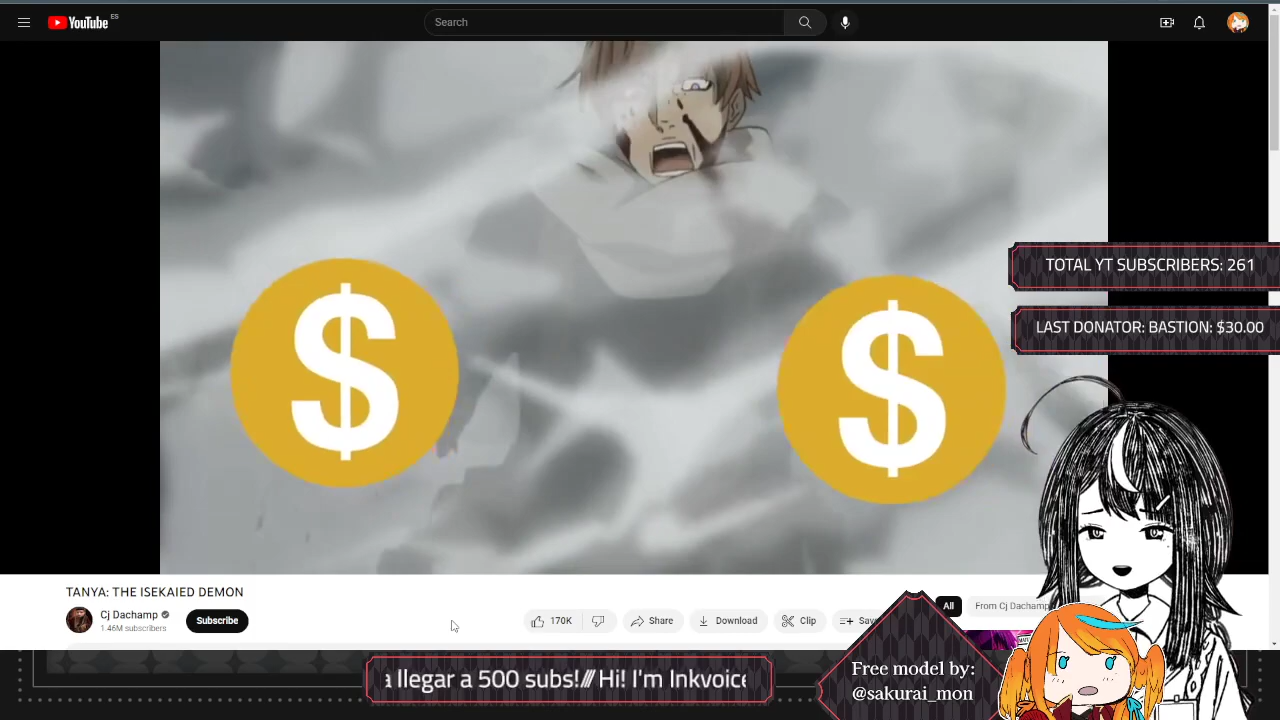 YouTube ES
Search
$ $
TOTAL YT SUBSCRIBERS: 261
LAST DONATOR: BASTION: $30.00
TANYA: THE ISEKAIED DEMON
Cj Dachamp
1.46M subscribers
Subscribe
170K
Share
Download
Clip
All
From Cj Dachamp
a llegar a 500 subs!/// Hi! I'm Inkvoice
Free model by:
@sakurai_mon